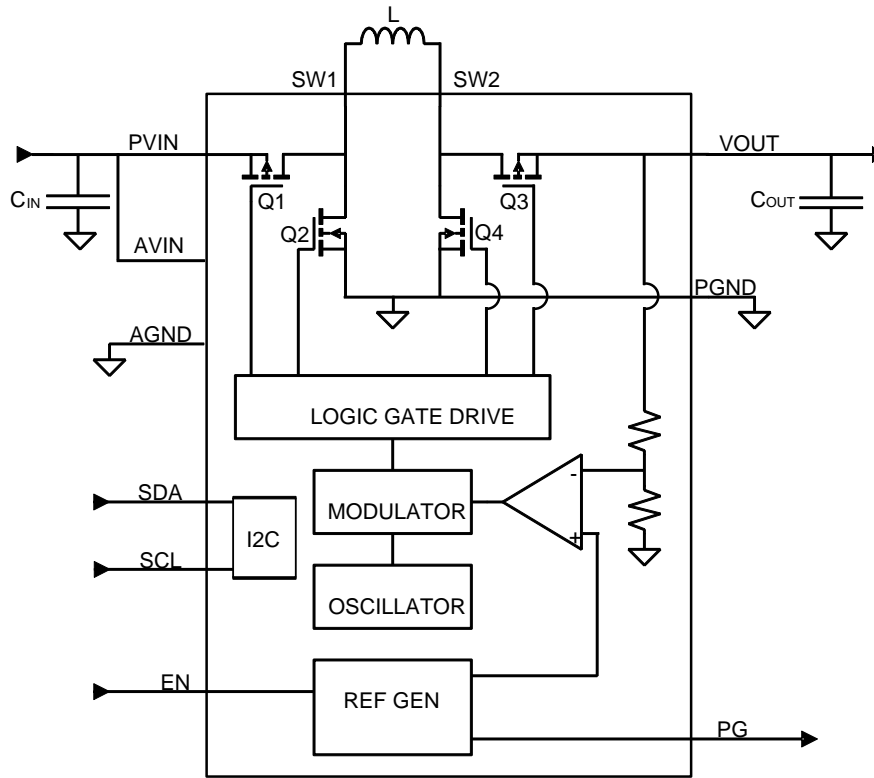 L
SW1 SW2
PVIN VOUT
CIN Q1 Q3 COUT
Q2 Q4
AVIN
PGND
AGND
LOGIC GATE DRIVE
-
SDA
MODULATOR
I2C
+
SCL
OSCILLATOR
EN
REF GEN
PG